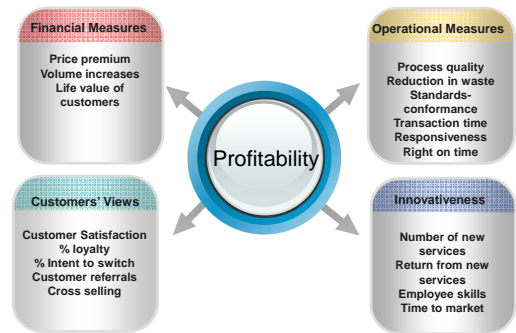 Financial Measures
Price premium
Volume increases
Life value of
customers
Operational Measures
Process quality
Reduction in waste
Standards-
conformance
Transaction time
Responsiveness
Right on time
Profitability
Customers' Views
Customer Satisfaction
% loyalty
% Intent to switch
Customer referrals
Cross selling
Innovativeness
Number of new
services
Return from new
services
Employee skills
Time to market